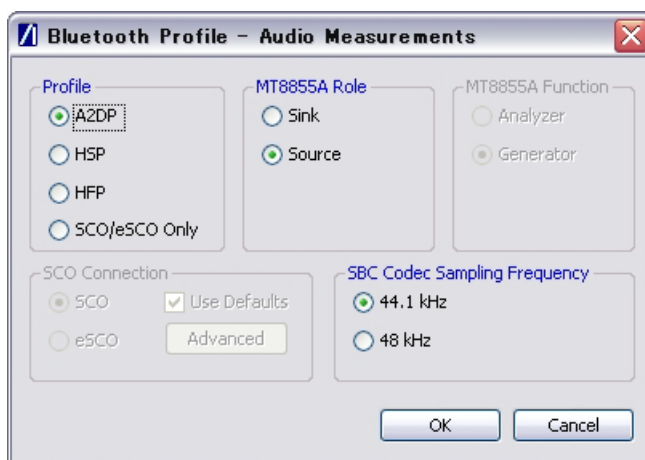 Bluetooth Profile - Audio Measurements
Profile
A2DP
HSP
HFP
SCO/eSCO Only
MT8855A Role
Sink
Source
MT8855A Function
Analyzer
Generator
SCO Connection
SCO
Use Defaults
eSCO
Advanced
SBC Codec Sampling Frequency
44.1 kHz
48 kHz
OK
Cancel